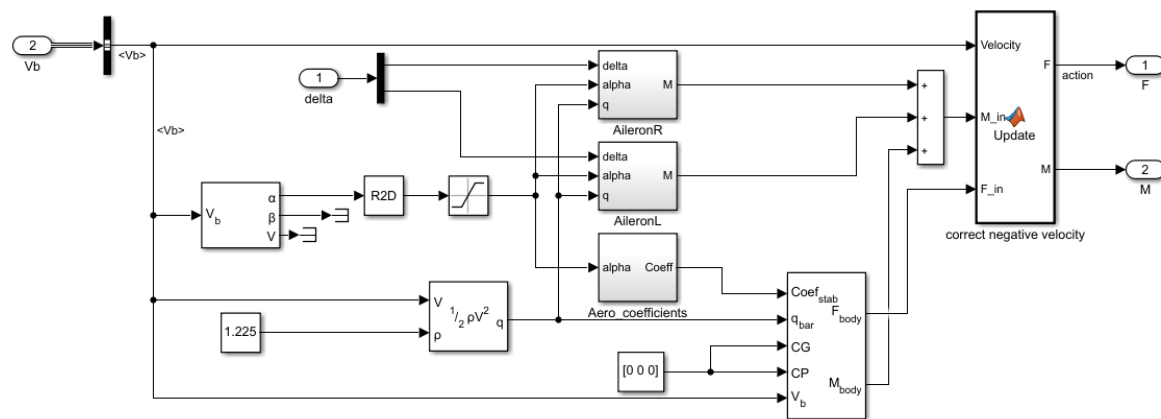 2
Vb
<Vb>
<Vb>
1
delta
delta
alpha
q
M
AileronR
delta
alpha
q
M
AileronL
V_b
α
β
V
R2D
alpha
Coeff
Aero_coefficients
1.225
V
ρ
1/2 ρV²
q
[0 0 0]
Coef_stab
q_bar
CG
CP
V_b
F_body
M_body
+
+
+
Velocity
M_in
F_in
Update
F
M
correct negative velocity
action
1
F
2
M